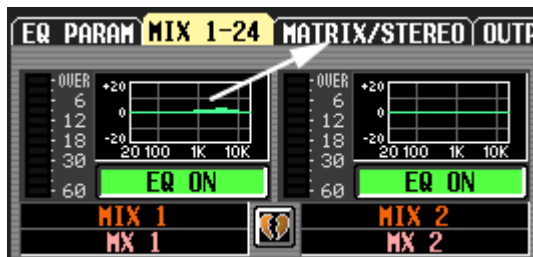 EQ PARAM MIX 1-24 MATRIX/STEREO OUTP
OVER 6 12 18 30 60
+20 0 -20
20 100 1K 10K
EQ ON
MIX 1
MX 1
OVER 6 12 18 30 60
+20 0 -20
20 100 1K 10K
EQ ON
MIX 2
MX 2